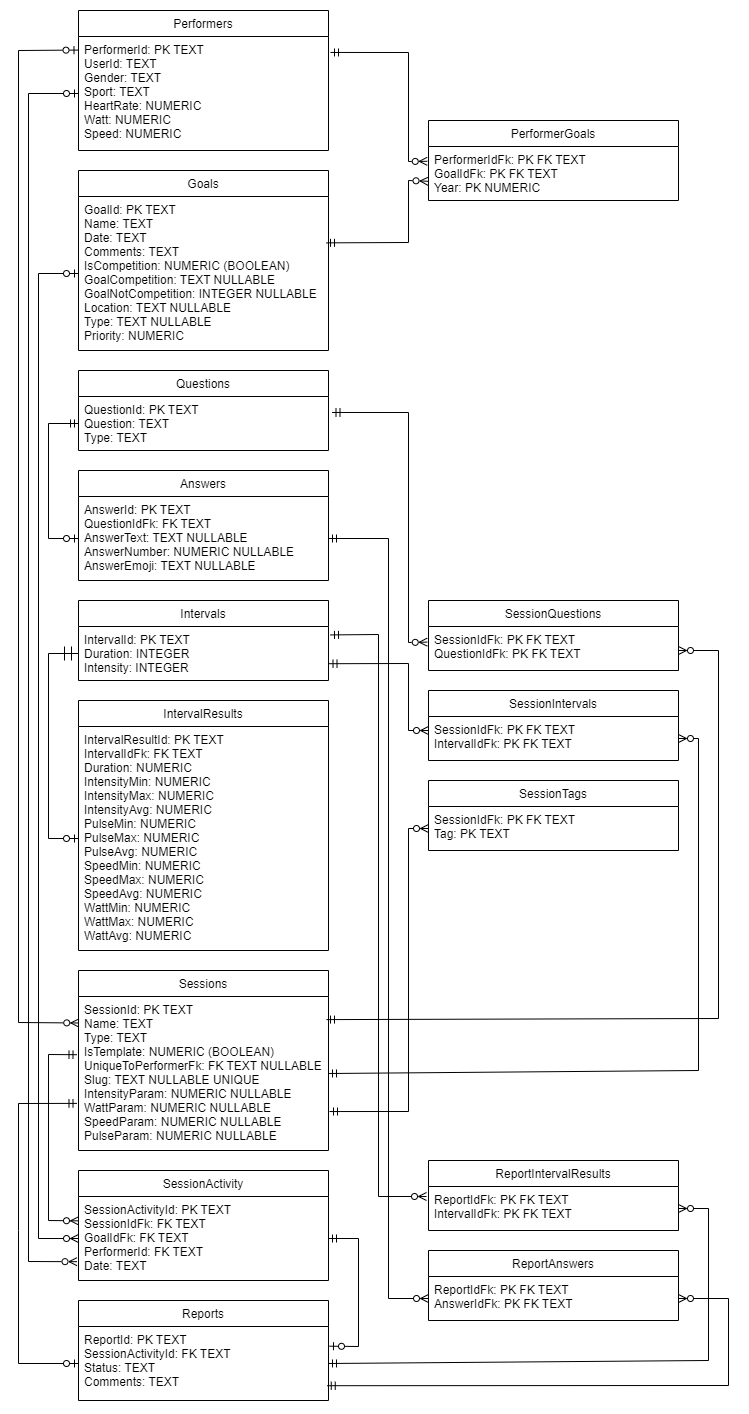 Performers
PerformerId: PK TEXT
UserId: TEXT
Gender: TEXT
Sport: TEXT
HeartRate: NUMERIC
Watt: NUMERIC
Speed: NUMERIC
PerformerGoals
PerformerIdFk: PK FK TEXT
GoalIdFk: PK FK TEXT
Year: PK NUMERIC
Goals
GoalId: PK TEXT
Name: TEXT
Date: TEXT
Comments: TEXT
IsCompetition: NUMERIC (BOOLEAN)
GoalCompetition: TEXT NULLABLE
GoalNotCompetition: INTEGER NULLABLE
Location: TEXT NULLABLE
Type: TEXT NULLABLE
Priority: NUMERIC
Questions
QuestionId: PK TEXT
Question: TEXT
Type: TEXT
Answers
AnswerId: PK TEXT
QuestionIdFk: FK TEXT
AnswerText: TEXT NULLABLE
AnswerNumber: NUMERIC NULLABLE
AnswerEmoji: TEXT NULLABLE
Intervals
IntervalId: PK TEXT
Duration: INTEGER
Intensity: INTEGER
SessionQuestions
SessionIdFk: PK FK TEXT
QuestionIdFk: PK FK TEXT
SessionIntervals
SessionIdFk: PK FK TEXT
IntervalIdFk: PK FK TEXT
IntervalResults
IntervalResultId: PK TEXT
IntervalIdFk: FK TEXT
Duration: NUMERIC
IntensityMin: NUMERIC
IntensityMax: NUMERIC
IntensityAvg: NUMERIC
PulseMin: NUMERIC
PulseMax: NUMERIC
PulseAvg: NUMERIC
SpeedMin: NUMERIC
SpeedMax: NUMERIC
SpeedAvg: NUMERIC
WattMin: NUMERIC
WattMax: NUMERIC
WattAvg: NUMERIC
SessionTags
SessionIdFk: PK FK TEXT
Tag: PK TEXT
Sessions
SessionId: PK TEXT
Name: TEXT
Type: TEXT
IsTemplate: NUMERIC (BOOLEAN)
UniqueToPerformerFk: FK TEXT NULLABLE
Slug: TEXT NULLABLE UNIQUE
IntensityParam: NUMERIC NULLABLE
WattParam: NUMERIC NULLABLE
SpeedParam: NUMERIC NULLABLE
PulseParam: NUMERIC NULLABLE
SessionActivity
SessionActivityId: PK TEXT
SessionIdFk: FK TEXT
GoalIdFk: FK TEXT
PerformerId: FK TEXT
Date: TEXT
ReportIntervalResults
ReportIdFk: PK FK TEXT
IntervalIdFk: PK FK TEXT
ReportAnswers
ReportIdFk: PK FK TEXT
AnswerIdFk: PK FK TEXT
Reports
ReportId: PK TEXT
SessionActivityId: FK TEXT
Status: TEXT
Comments: TEXT